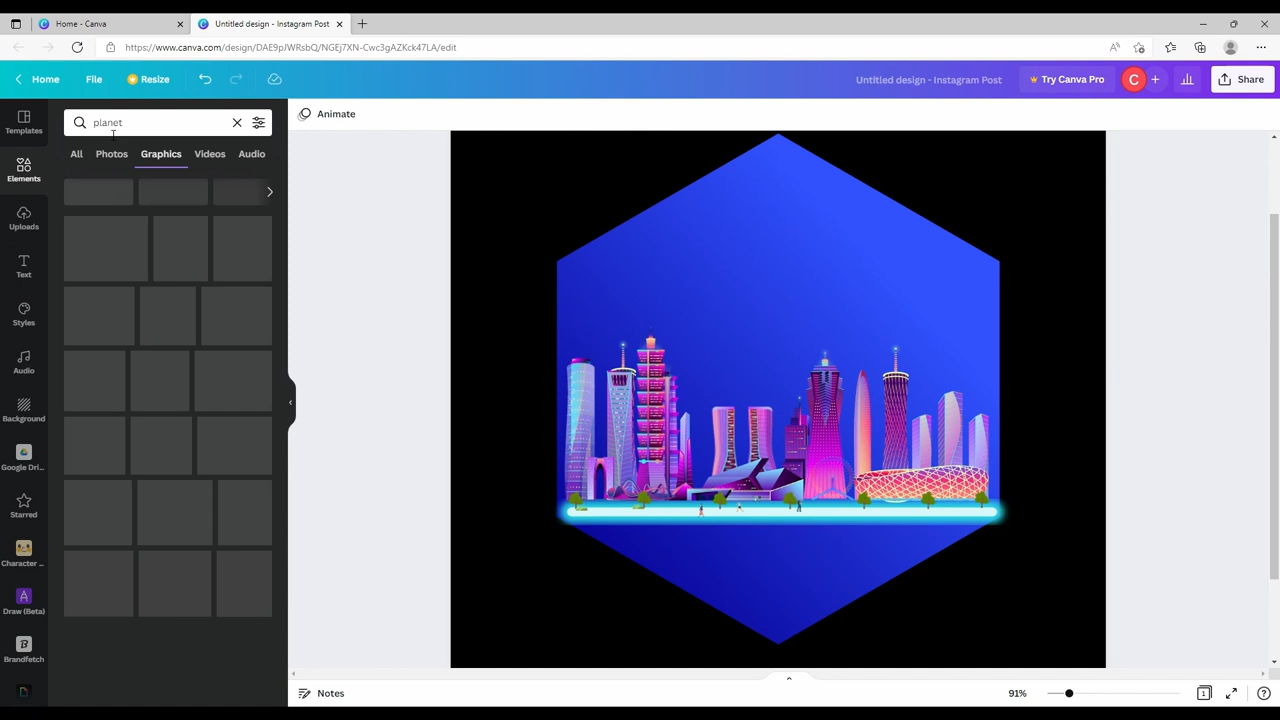 Home - Canva
Untitled design - Instagram Post
https://www.canva.com/design/DAE9pJWRsbQ/NGEj7XN-Cwc3gAZKck47LA/edit
Home
File
Resize
Untitled design - Instagram Post
Try Canva Pro
C
Share
Templates
Elements
Uploads
Text
Styles
Audio
Background
Google Dri...
Starred
Character ...
Draw (Beta)
Brandfetch
planet
All
Photos
Graphics
Videos
Audio
Animate
Notes
91%
1